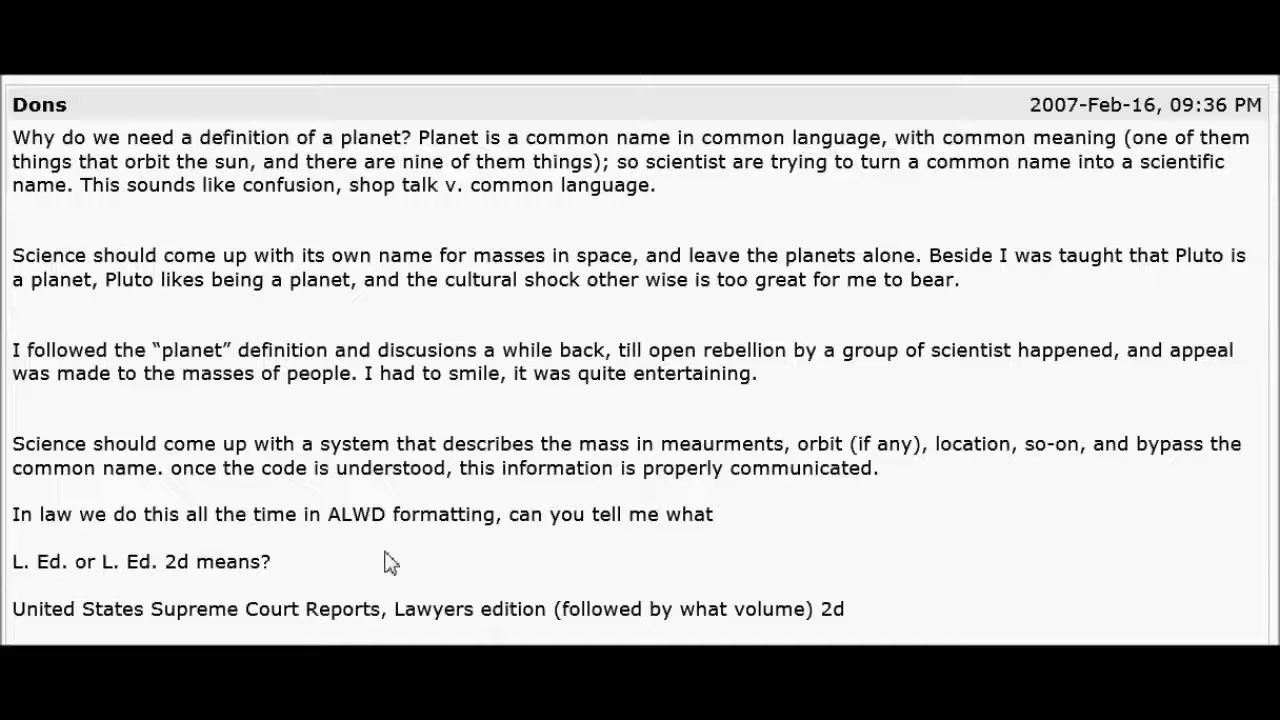 Dons 2007-Feb-16, 09:36 PM
Why do we need a definition of a planet? Planet is a common name in common language, with common meaning (one of them
things that orbit the sun, and there are nine of them things); so scientist are trying to turn a common name into a scientific
name. This sounds like confusion, shop talk v. common language.
Science should come up with its own name for masses in space, and leave the planets alone. Beside I was taught that Pluto is
a planet, Pluto likes being a planet, and the cultural shock other wise is too great for me to bear.
I followed the “planet” definition and discusions a while back, till open rebellion by a group of scientist happened, and appeal
was made to the masses of people. I had to smile, it was quite entertaining.
Science should come up with a system that describes the mass in meaurments, orbit (if any), location, so-on, and bypass the
common name. once the code is understood, this information is properly communicated.
In law we do this all the time in ALWD formatting, can you tell me what
L. Ed. or L. Ed. 2d means?
United States Supreme Court Reports, Lawyers edition (followed by what volume) 2d